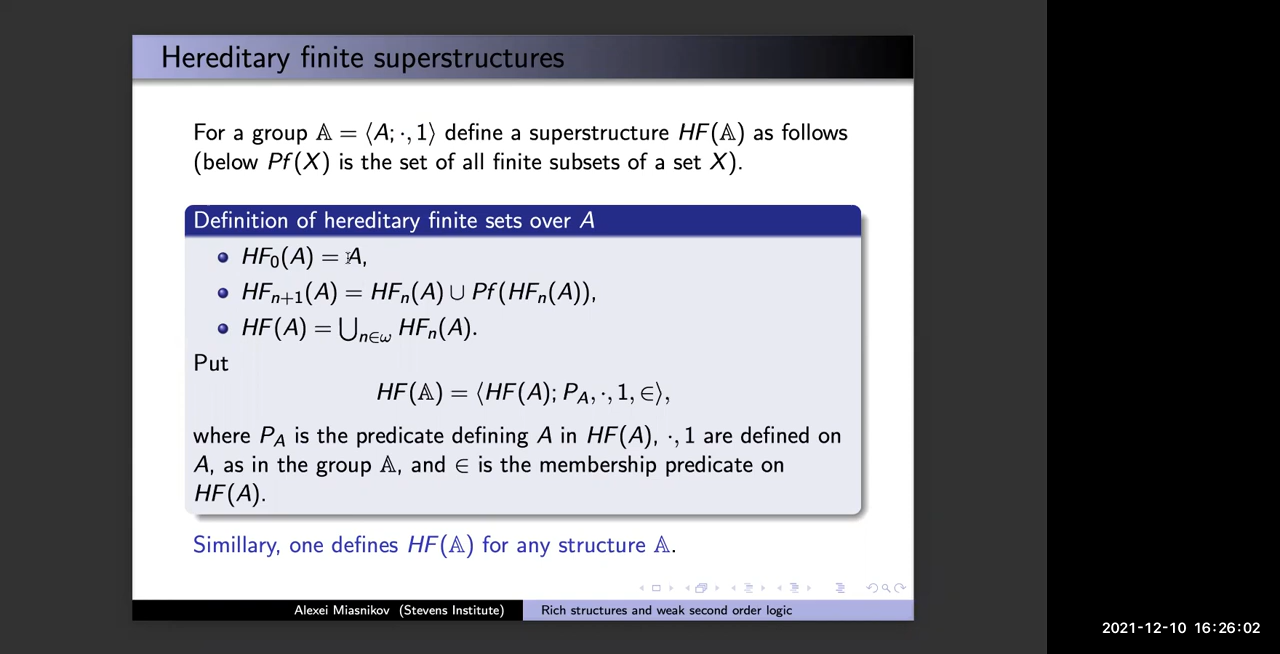 Hereditary finite superstructures
For a group 𝔸 = ⟨A; ·, 1⟩ define a superstructure HF(𝔸) as follows
(below Pf(X) is the set of all finite subsets of a set X).
Definition of hereditary finite sets over A
HF₀(A) = A,
HFₙ₊₁(A) = HFₙ(A) ∪ Pf(HFₙ(A)),
HF(A) = ⋃ₙ∈ω HFₙ(A).
Put
HF(𝔸) = ⟨HF(A); P_A, ·, 1, ∈⟩,
where P_A is the predicate defining A in HF(A), ·, 1 are defined on
A, as in the group 𝔸, and ∈ is the membership predicate on
HF(A).
Simillary, one defines HF(𝔸) for any structure 𝔸.
Alexei Miasnikov (Stevens Institute) Rich structures and weak second order logic
2021-12-10 16:26:02